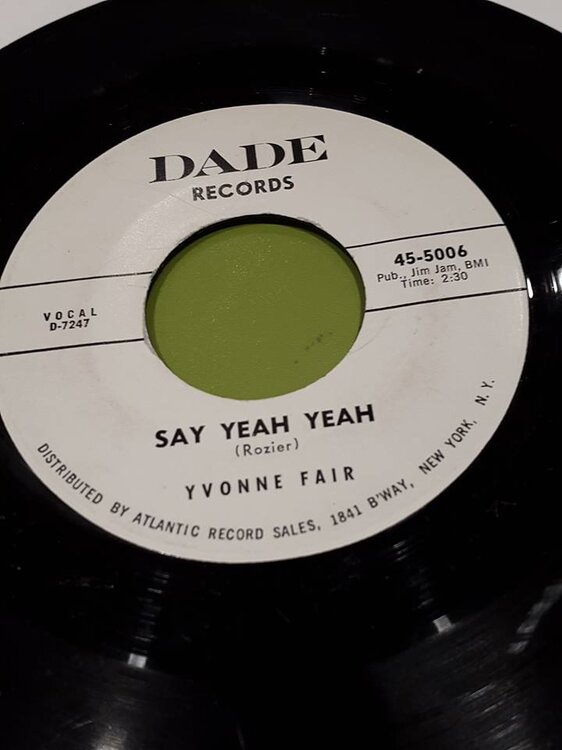 DADE
RECORDS
45-5006
Pub., Jim Jam, BMI
Time: 2:30
VOCAL
D-7247
SAY YEAH YEAH
(Rozier)
YVONNE FAIR
DISTRIBUTED BY ATLANTIC RECORD SALES, 1841 B'WAY, NEW YORK, N. Y.